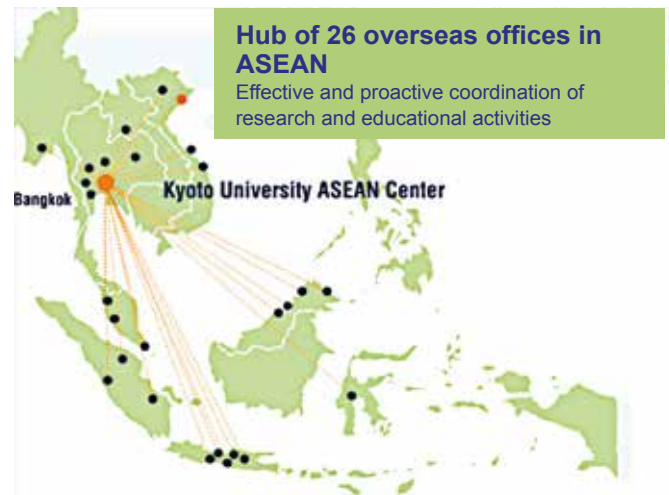 Hub of 26 overseas offices in
ASEAN
Effective and proactive coordination of
research and educational activities
Kyoto University ASEAN Center
Bangkok